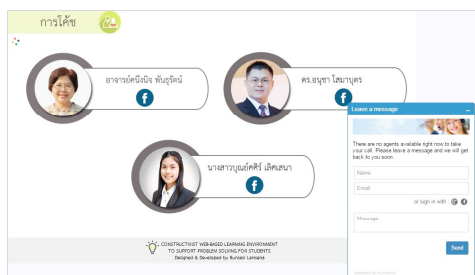 การโค้ช
อาจารย์คนึงนิจ พันธุรัตน์
ดร.อนุชา โสมาบุตร
นางสาวบุณย์ศิริ เลิศเสนา
CONSTRUCTIVIST WEB-BASED LEARNING ENVIRONMENT
TO SUPPORT PROBLEM SOLVING FOR STUDENTS
Designed & Developed by Bunsiri Lertsena
Leave a message
There are no agents available right now to take
your call. Please leave a message and we will get
back to you soon.
Name
Email
or sign in with :
Message
Send